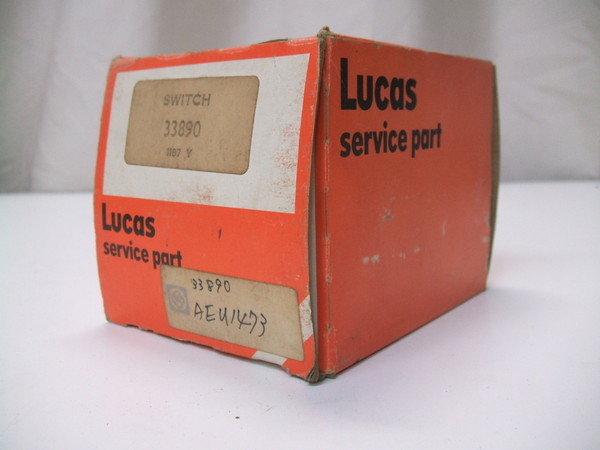 SWITCH
33890
Lucas
service part
33890
AEU1473
Lucas
service part